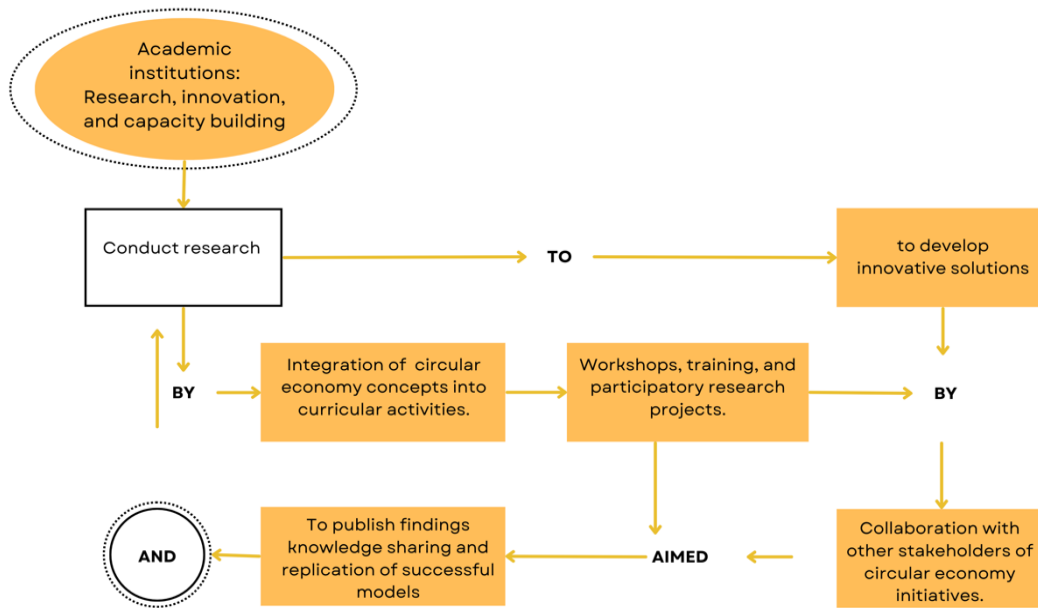 Academic
institutions:
Research, innovation,
and capacity building
Conduct research
TO
to develop
innovative solutions
BY
Integration of circular
economy concepts into
curricular activities.
Workshops, training, and
participatory research
projects.
BY
AND
To publish findings
knowledge sharing and
replication of successful
models
AIMED
Collaboration with
other stakeholders of
circular economy
initiatives.